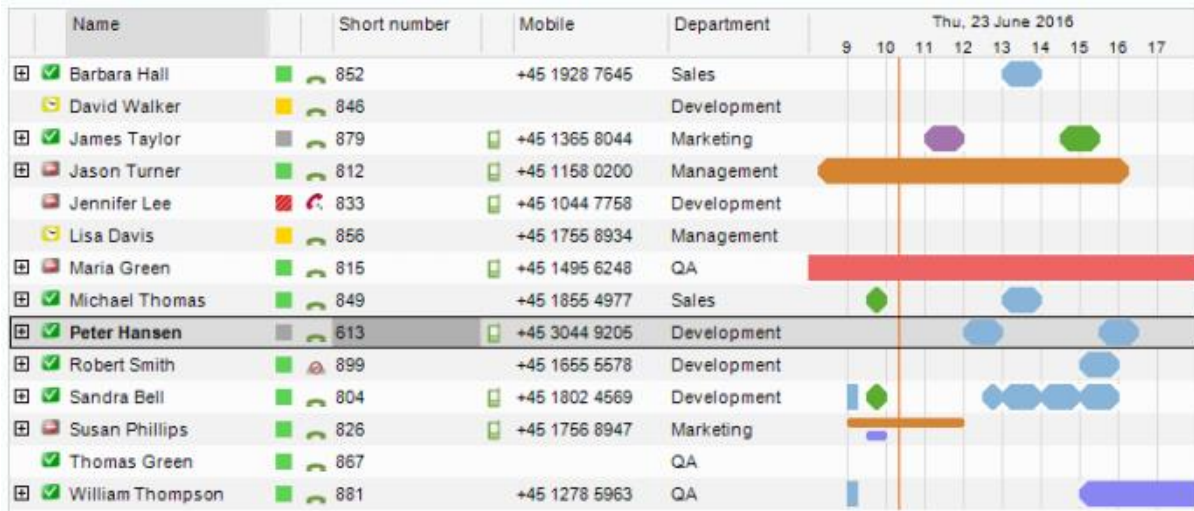 Name Short number Mobile Department Thu, 23 June 2016
9 10 11 12 13 14 15 16 17
Barbara Hall 852 +45 1928 7645 Sales
David Walker 846 Development
James Taylor 879 +45 1365 8044 Marketing
Jason Turner 812 +45 1158 0200 Management
Jennifer Lee 833 +45 1044 7758 Development
Lisa Davis 856 +45 1755 8934 Management
Maria Green 815 +45 1495 6248 QA
Michael Thomas 849 +45 1855 4977 Sales
Peter Hansen 613 +45 3044 9205 Development
Robert Smith 899 +45 1655 5578 Development
Sandra Bell 804 +45 1802 4569 Development
Susan Phillips 826 +45 1756 8947 Marketing
Thomas Green 867 QA
William Thompson 881 +45 1278 5963 QA